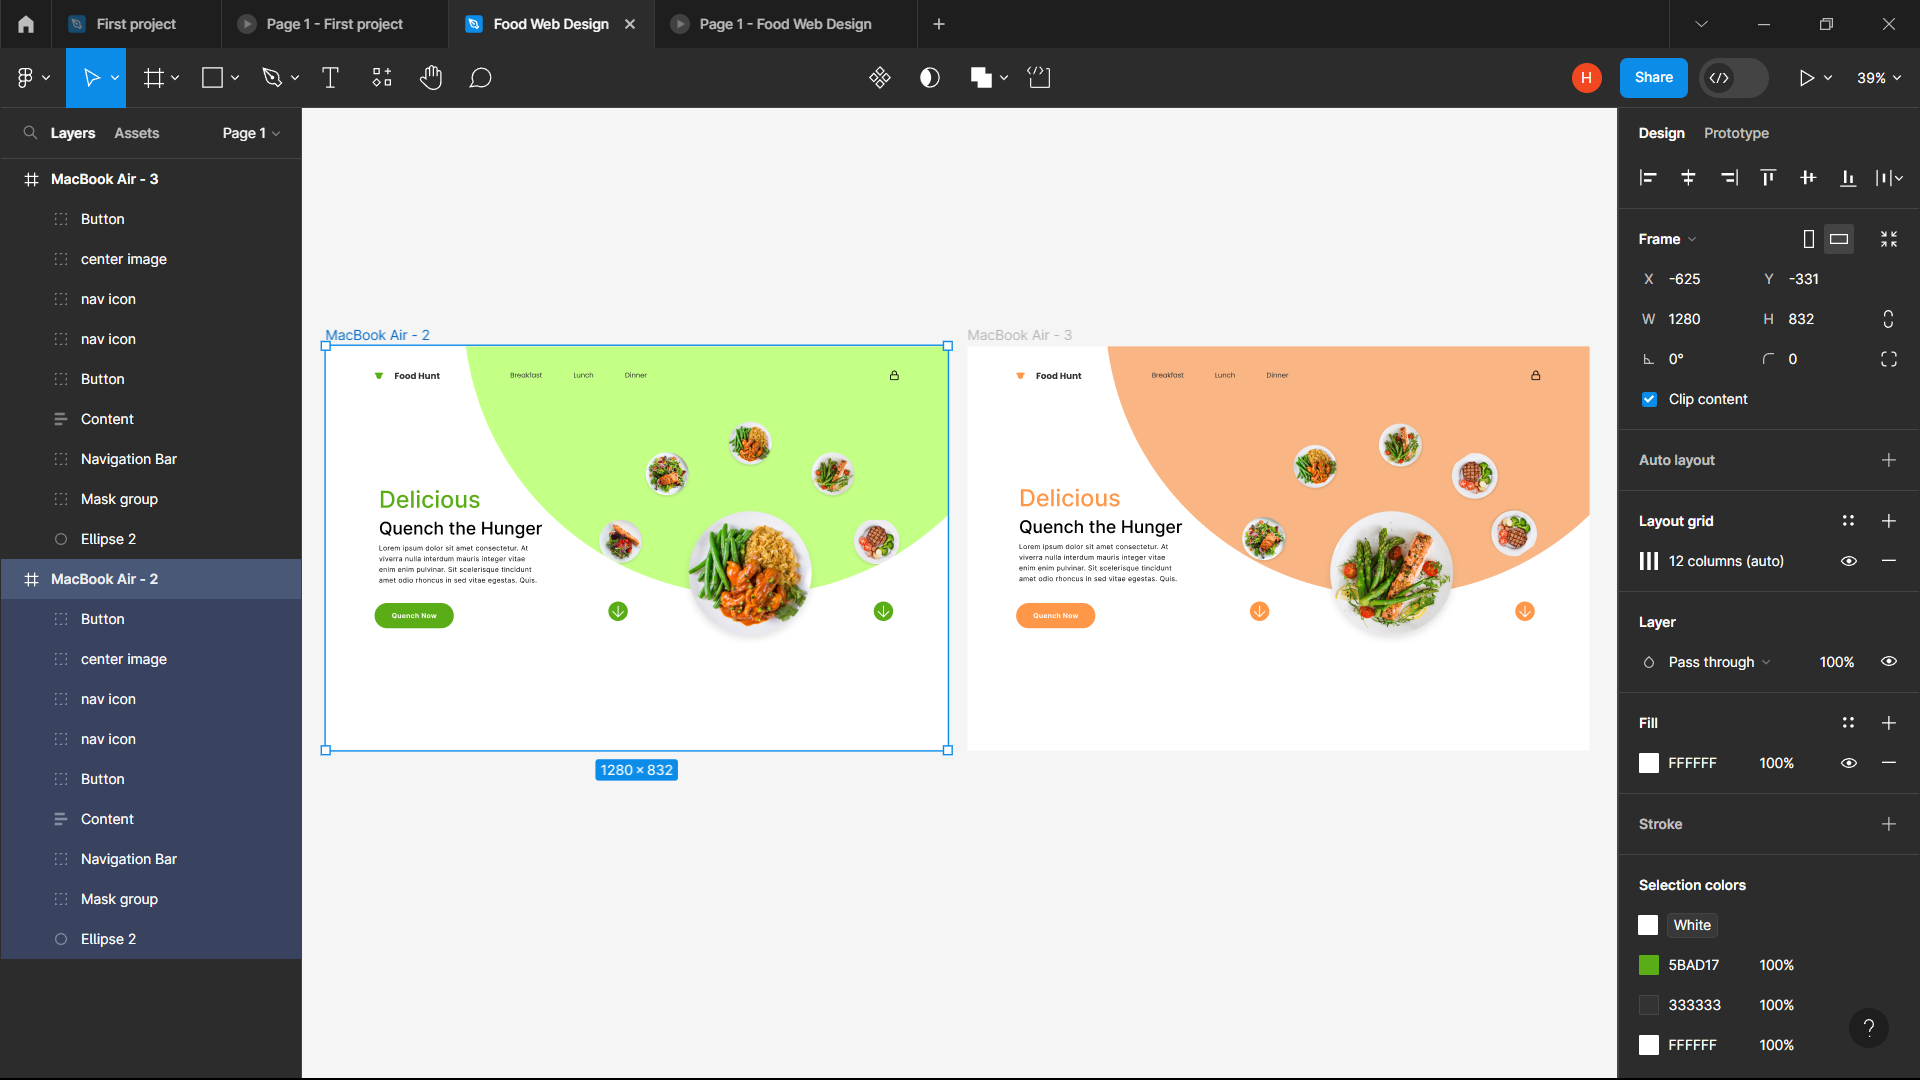 First project
Page 1 - First project
Food Web Design
Page 1 - Food Web Design
H
Share
39%
Layers
Assets
Page 1
MacBook Air - 3
Button
center image
nav icon
nav icon
Button
Content
Navigation Bar
Mask group
Ellipse 2
MacBook Air - 2
Button
center image
nav icon
nav icon
Button
Content
Navigation Bar
Mask group
Ellipse 2
MacBook Air - 2
Food Hunt
Breakfast
Lunch
Dinner
Delicious
Quench the Hunger
Lorem ipsum dolor sit amet consectetur. At
viverra nulla interdum mauris integer vitae
enim enim pulvinar. Sit scelerisque tincidunt
amet odio rhoncus in sed vitae egestas. Quis.
Quench Now
1280 × 832
MacBook Air - 3
Food Hunt
Breakfast
Lunch
Dinner
Delicious
Quench the Hunger
Lorem ipsum dolor sit amet consectetur. At
viverra nulla interdum mauris integer vitae
enim enim pulvinar. Sit scelerisque tincidunt
amet odio rhoncus in sed vitae egestas. Quis.
Quench Now
Design
Prototype
Frame
X -625
Y -331
W 1280
H 832
0°
0
Clip content
Auto layout
Layout grid
12 columns (auto)
Layer
Pass through
100%
Fill
FFFFFF
100%
Stroke
Selection colors
White
5BAD17
100%
333333
100%
FFFFFF
100%
?